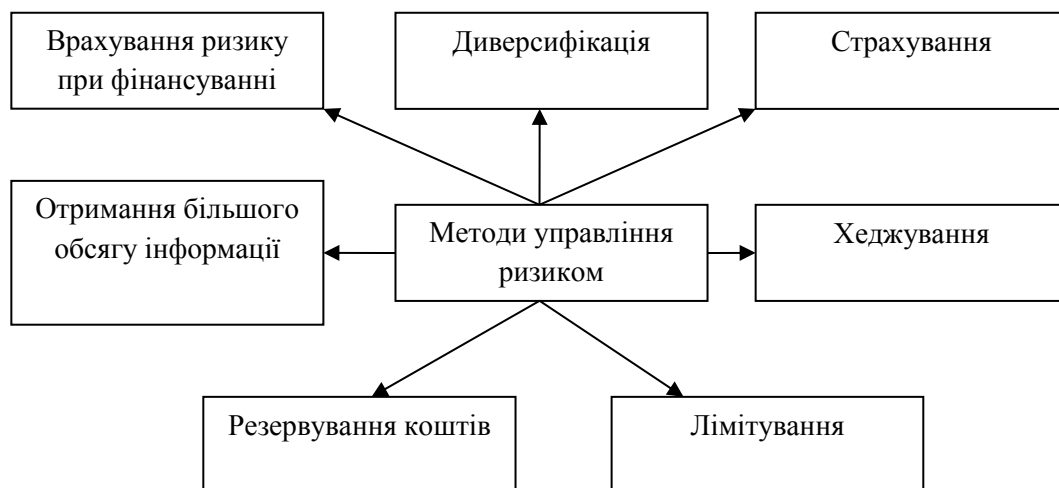 Врахування ризику
при фінансуванні
Диверсифікація
Страхування
Отримання більшого
обсягу інформації
Методи управління
ризиком
Хеджування
Резервування коштів
Лімітування